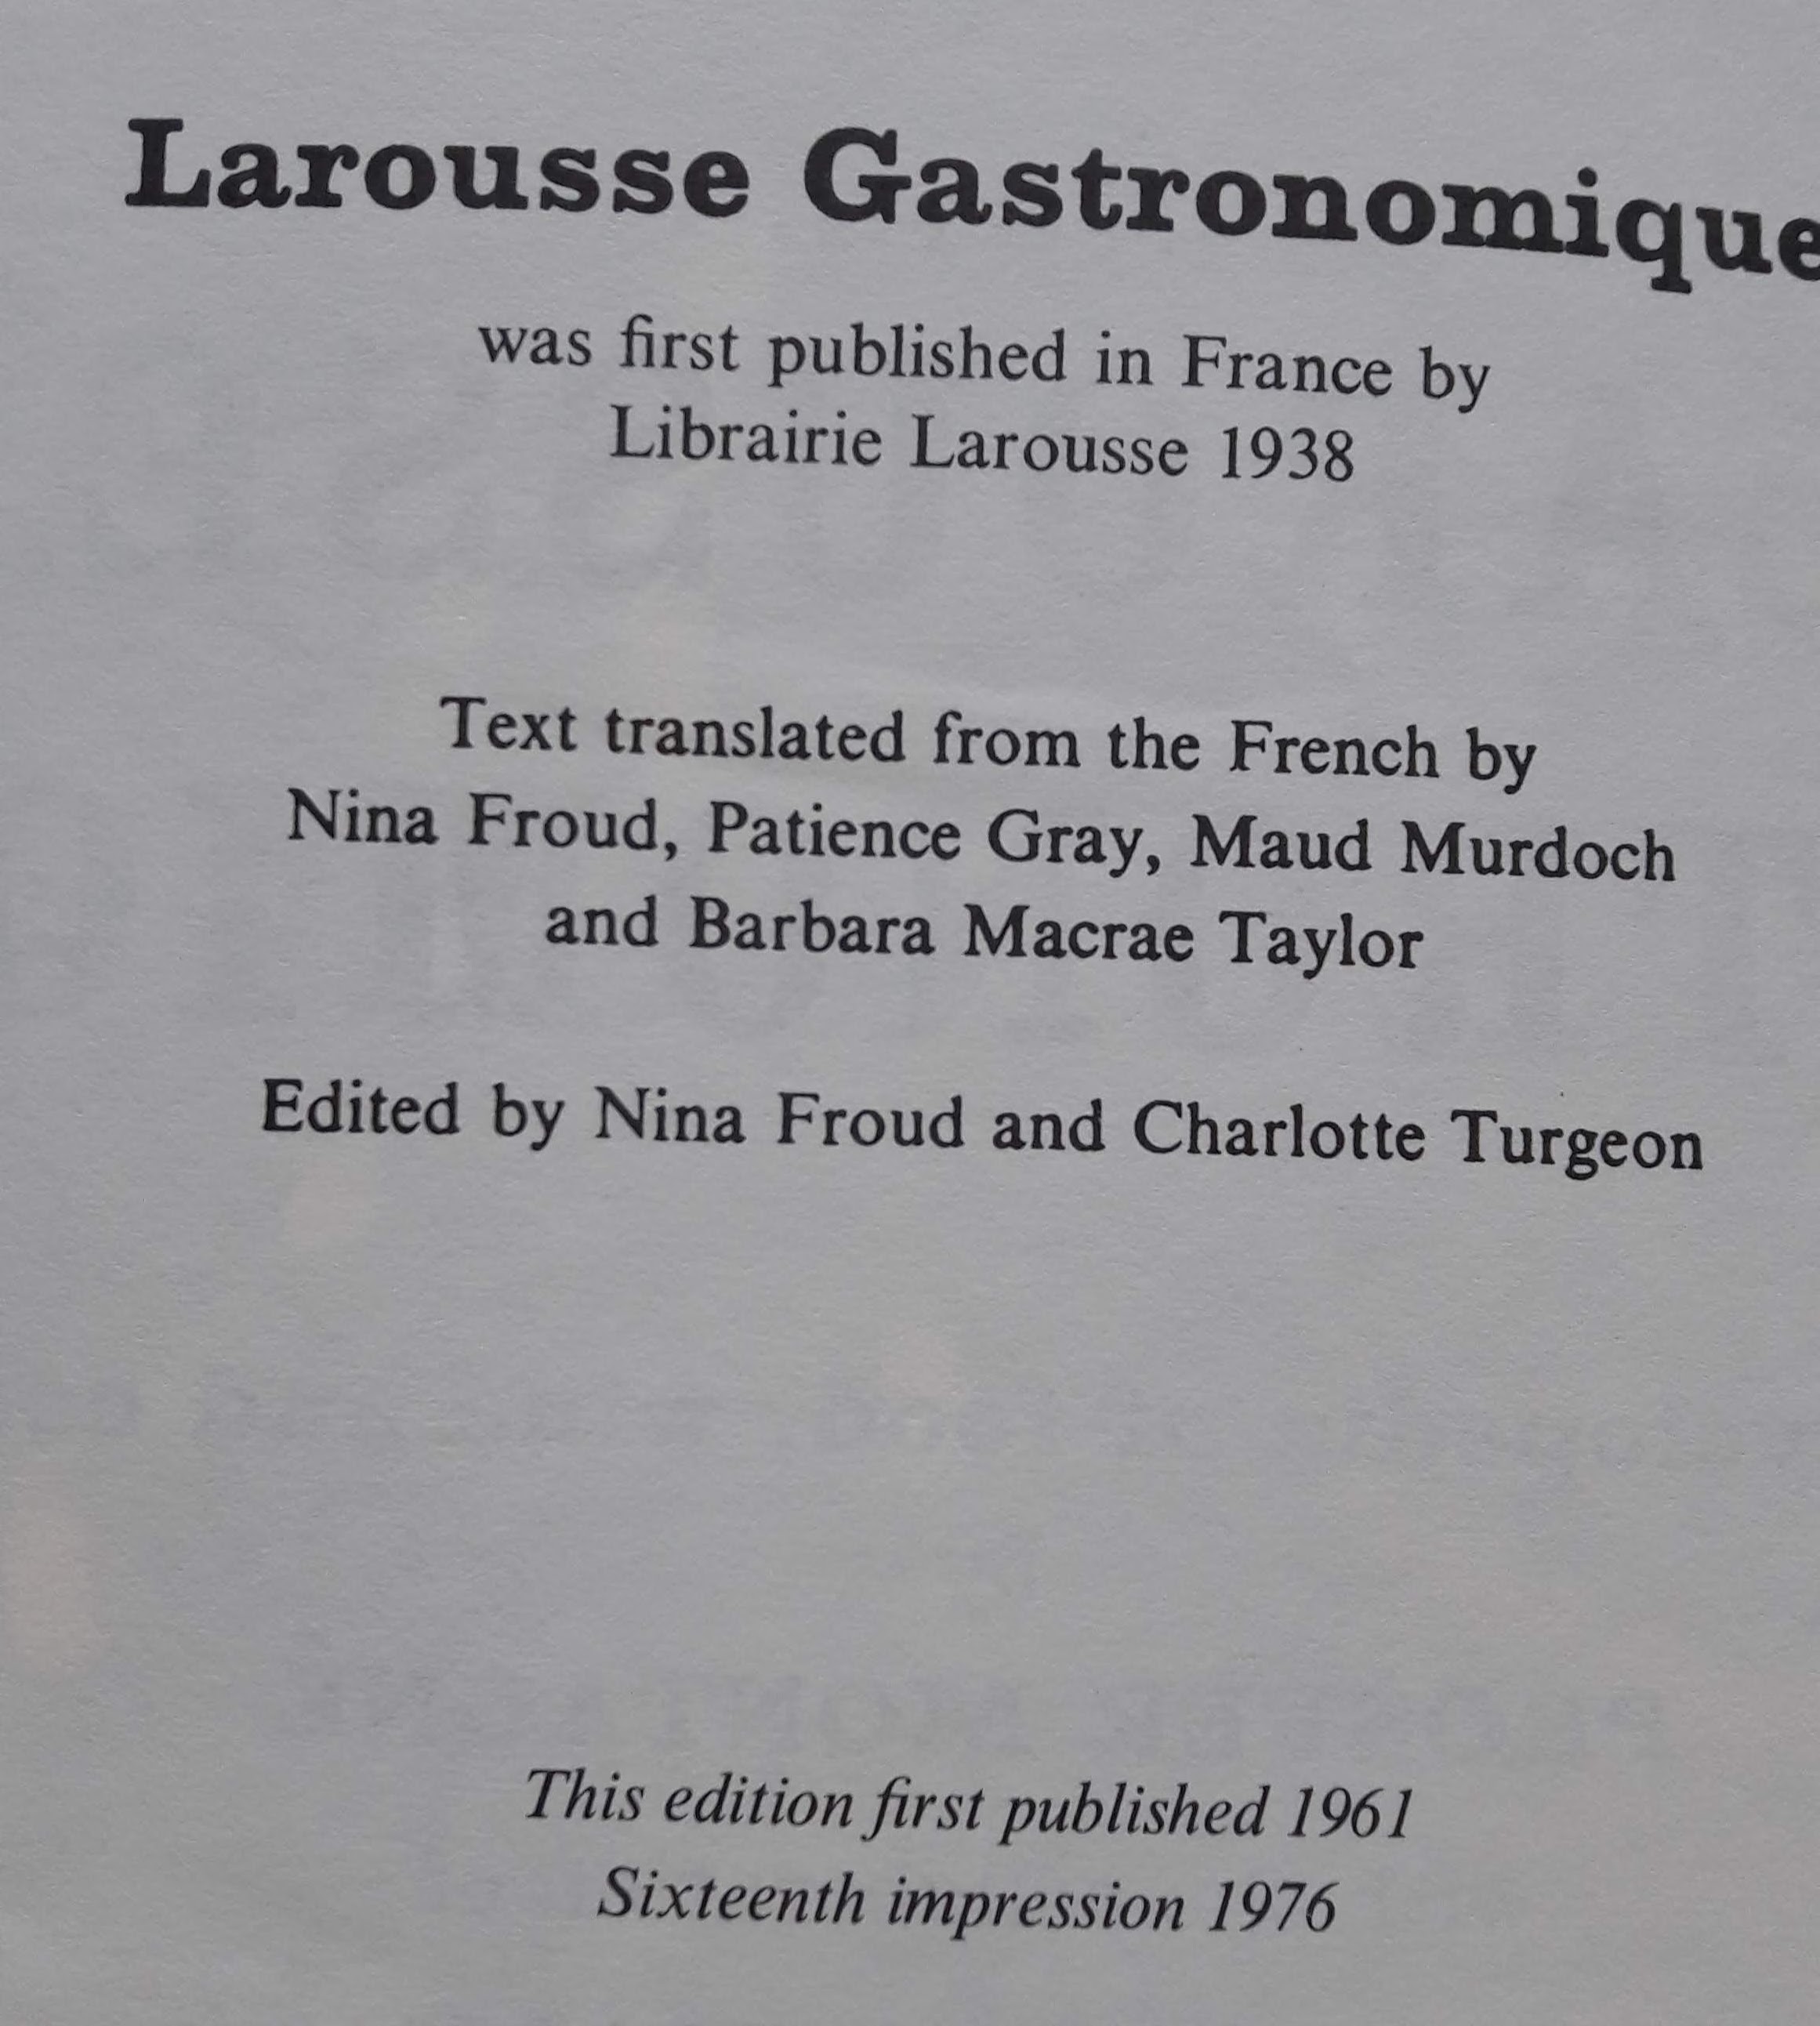 Larousse Gastronomique
was first published in France by
Librairie Larousse 1938
Text translated from the French by
Nina Froud, Patience Gray, Maud Murdoch
and Barbara Macrae Taylor
Edited by Nina Froud and Charlotte Turgeon
This edition first published 1961
Sixteenth impression 1976